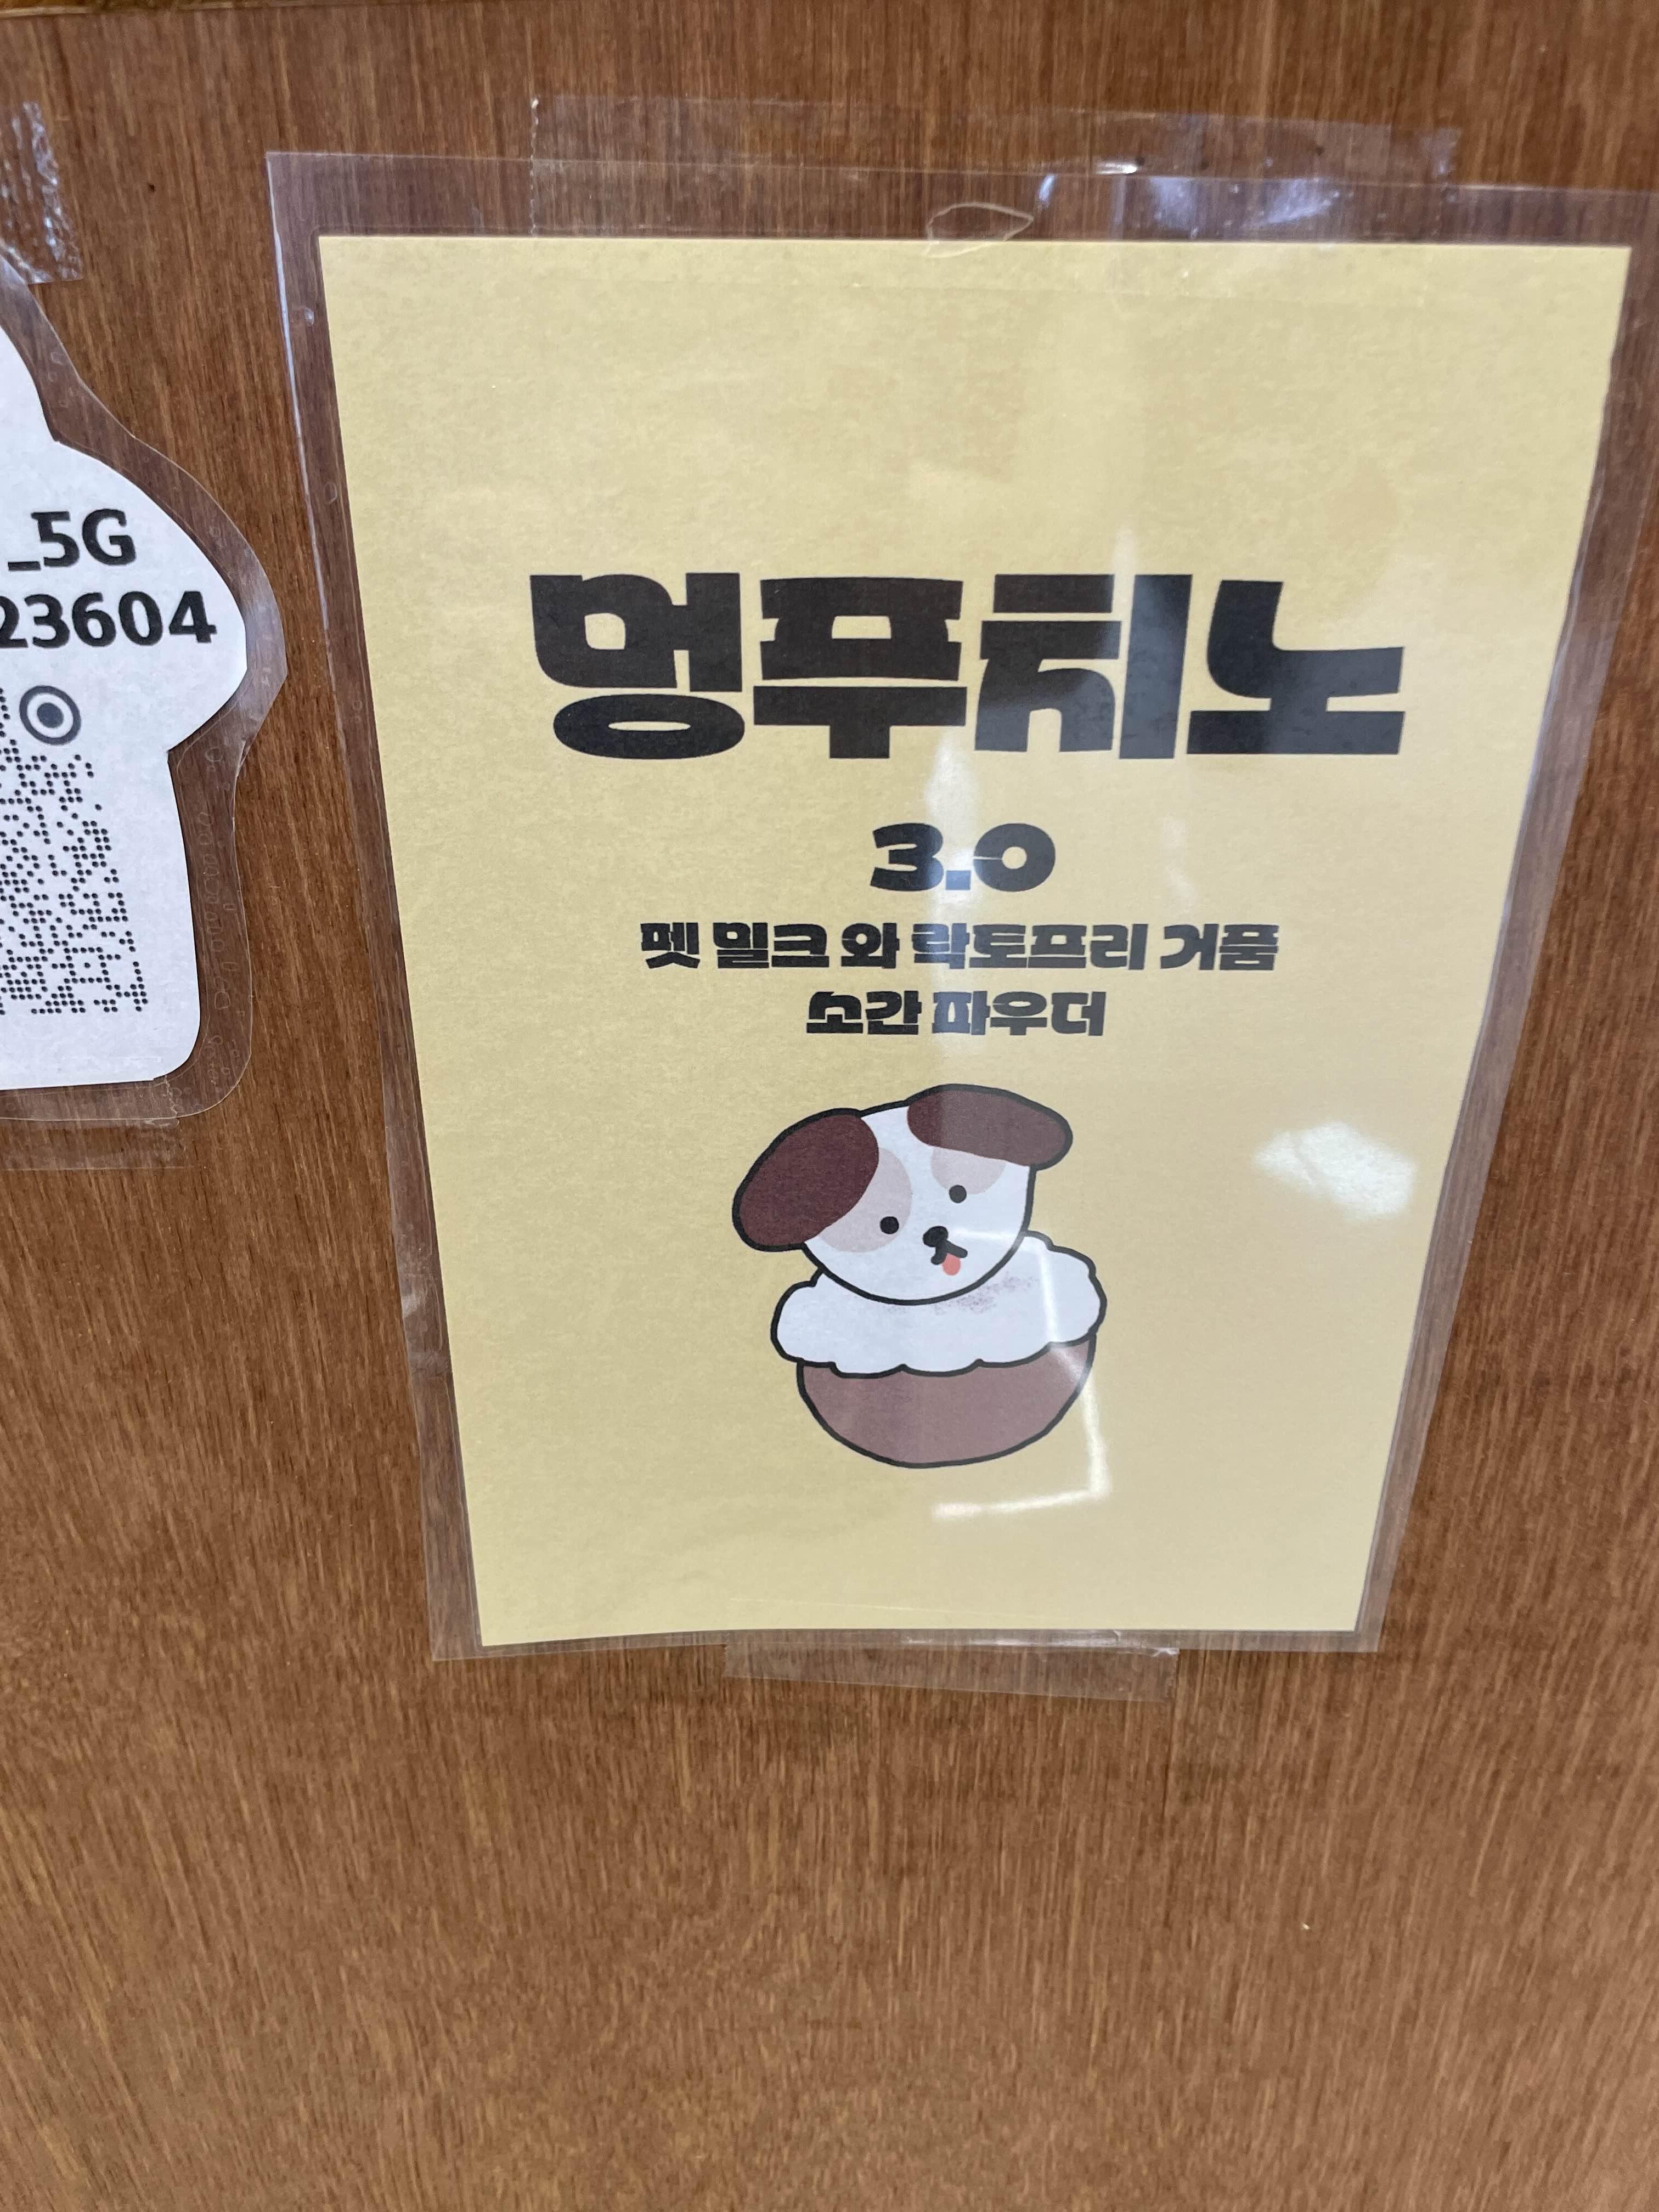 _5G
23604
멍푸치노
3.0
펫 밀크 와 락토프리 거품
소간 파우더